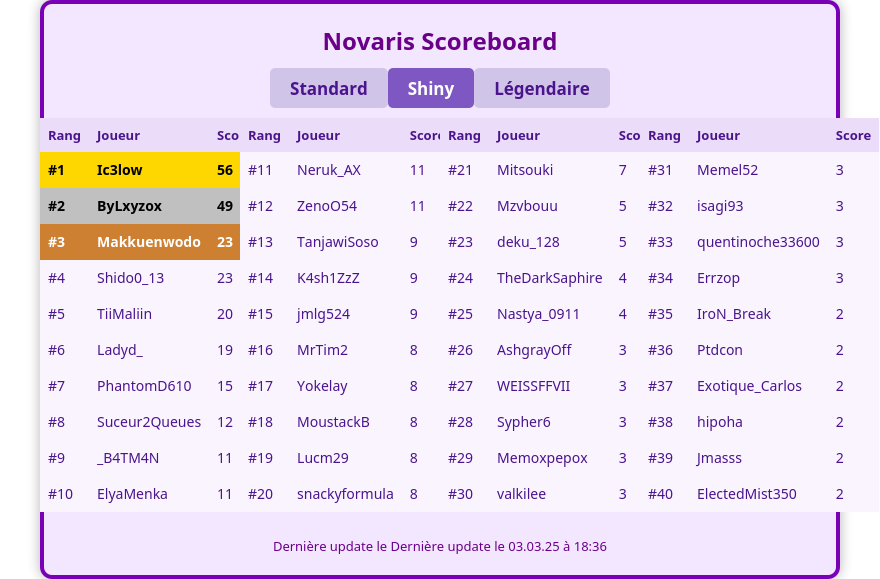 Novaris Scoreboard
Standard Shiny Légendaire
Rang Joueur Sco Rang Joueur Score Rang Joueur Sco Rang Joueur Score
#1 Ic3low 56 #11 Neruk_AX 11 #21 Mitsouki 7 #31 Memel52 3
#2 ByLxyzox 49 #12 ZenoO54 11 #22 Mzvbouu 5 #32 isagi93 3
#3 Makkuenwodo 23 #13 TanjawiSoso 9 #23 deku_128 5 #33 quentinoche33600 3
#4 Shido0_13 23 #14 K4sh1ZzZ 9 #24 TheDarkSaphire 4 #34 Errzop 3
#5 TiiMaliin 20 #15 jmlg524 9 #25 Nastya_0911 4 #35 IroN_Break 2
#6 Ladyd_ 19 #16 MrTim2 8 #26 AshgrayOff 3 #36 Ptdcon 2
#7 PhantomD610 15 #17 Yokelay 8 #27 WEISSFFVII 3 #37 Exotique_Carlos 2
#8 Suceur2Queues 12 #18 MoustackB 8 #28 Sypher6 3 #38 hipoha 2
#9 _B4TM4N 11 #19 Lucm29 8 #29 Memoxpepox 3 #39 Jmasss 2
#10 ElyaMenka 11 #20 snackyformula 8 #30 valkilee 3 #40 ElectedMist350 2
Dernière update le Dernière update le 03.03.25 à 18:36